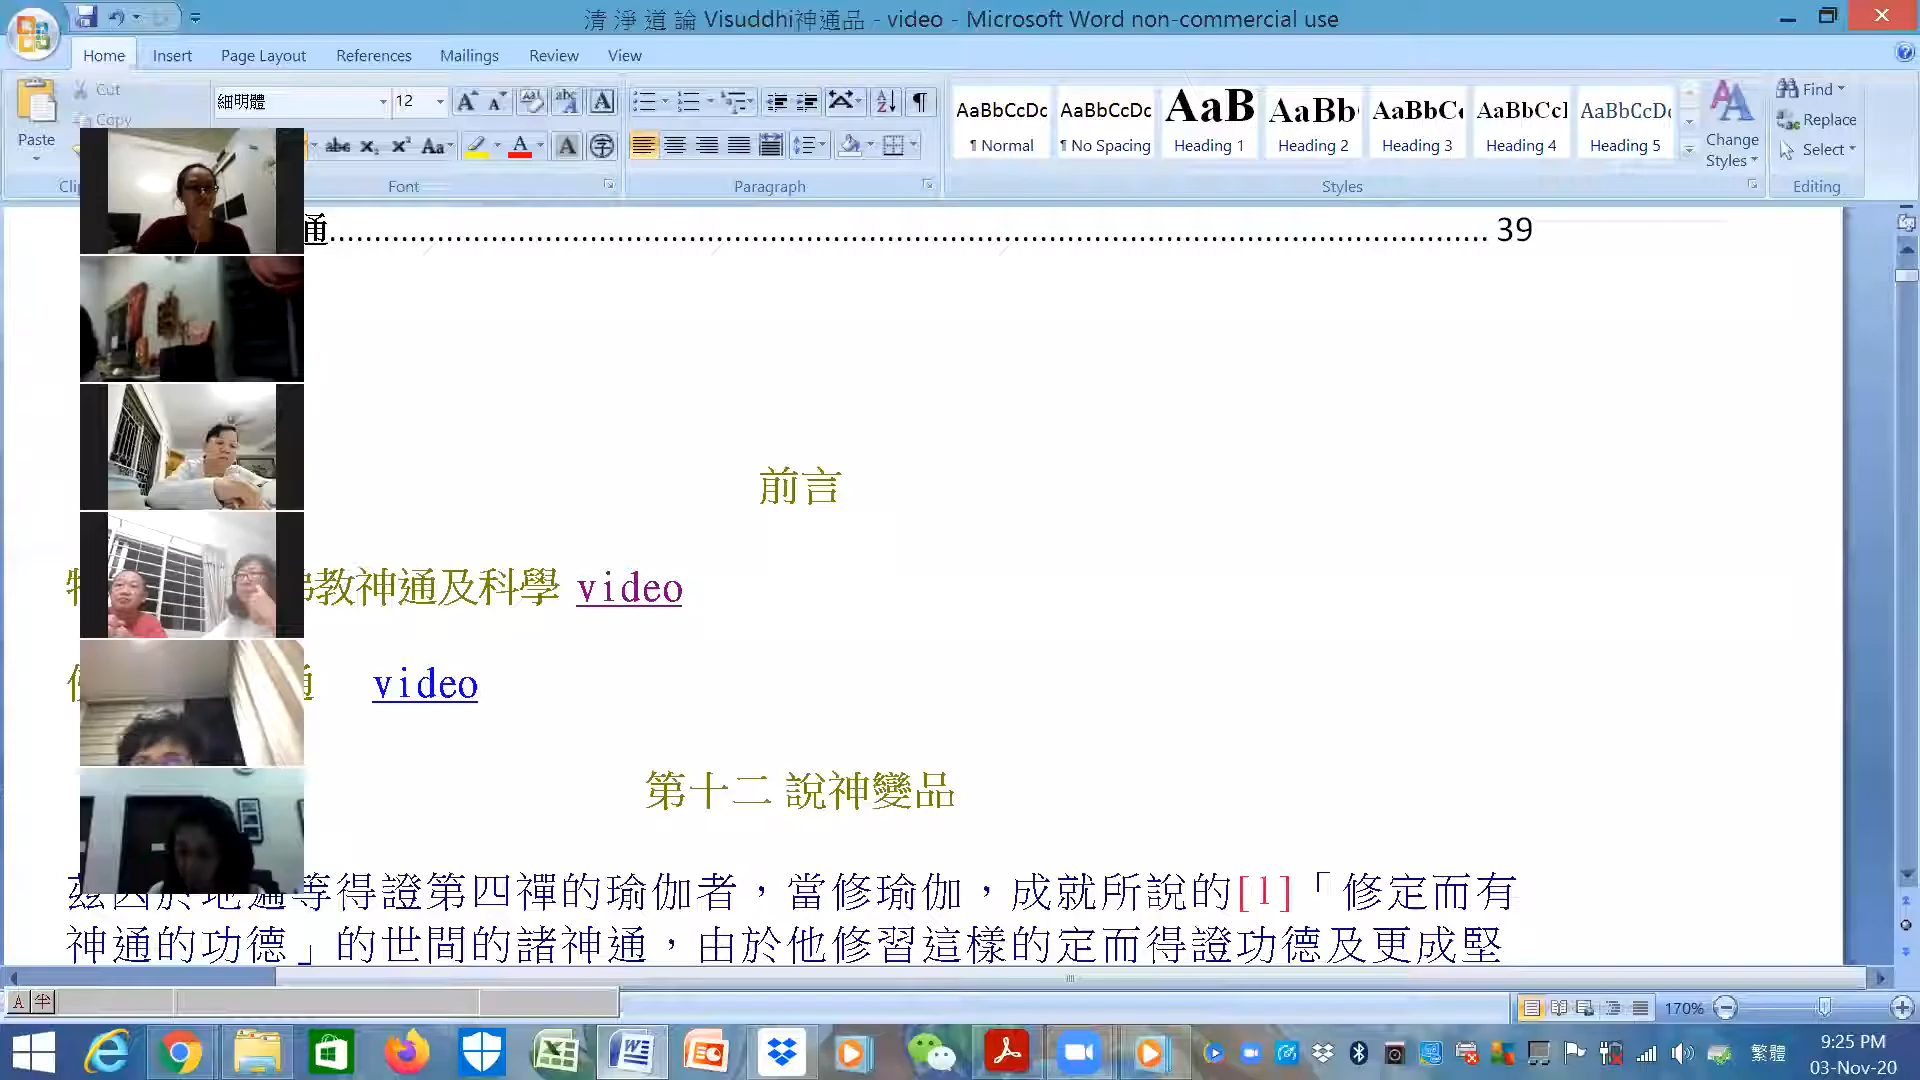 清 淨 道 論 Visuddhi神通品 - video - Microsoft Word non-commercial use
Home Insert Page Layout References Mailings Review View
Cut
Copy
Paste
細明體 12
AaBbCcDc AaBbCcDc AaB AaBb( AaBbC( AaBbCcI AaBbCcD(
¶ Normal ¶ No Spacing Heading 1 Heading 2 Heading 3 Heading 4 Heading 5
Change Styles
Find
Replace
Select
Font Paragraph Styles Editing
39
前言
教神通及科學 video
video
第十二 說神變品
等得證第四禪的瑜伽者，當修瑜伽，成就所說的[1]「修定而有
神通的功德」的世間的諸神通，由於他修習這樣的定而得證功德及更成堅
A 半
170%
繁體
9:25 PM
03-Nov-20